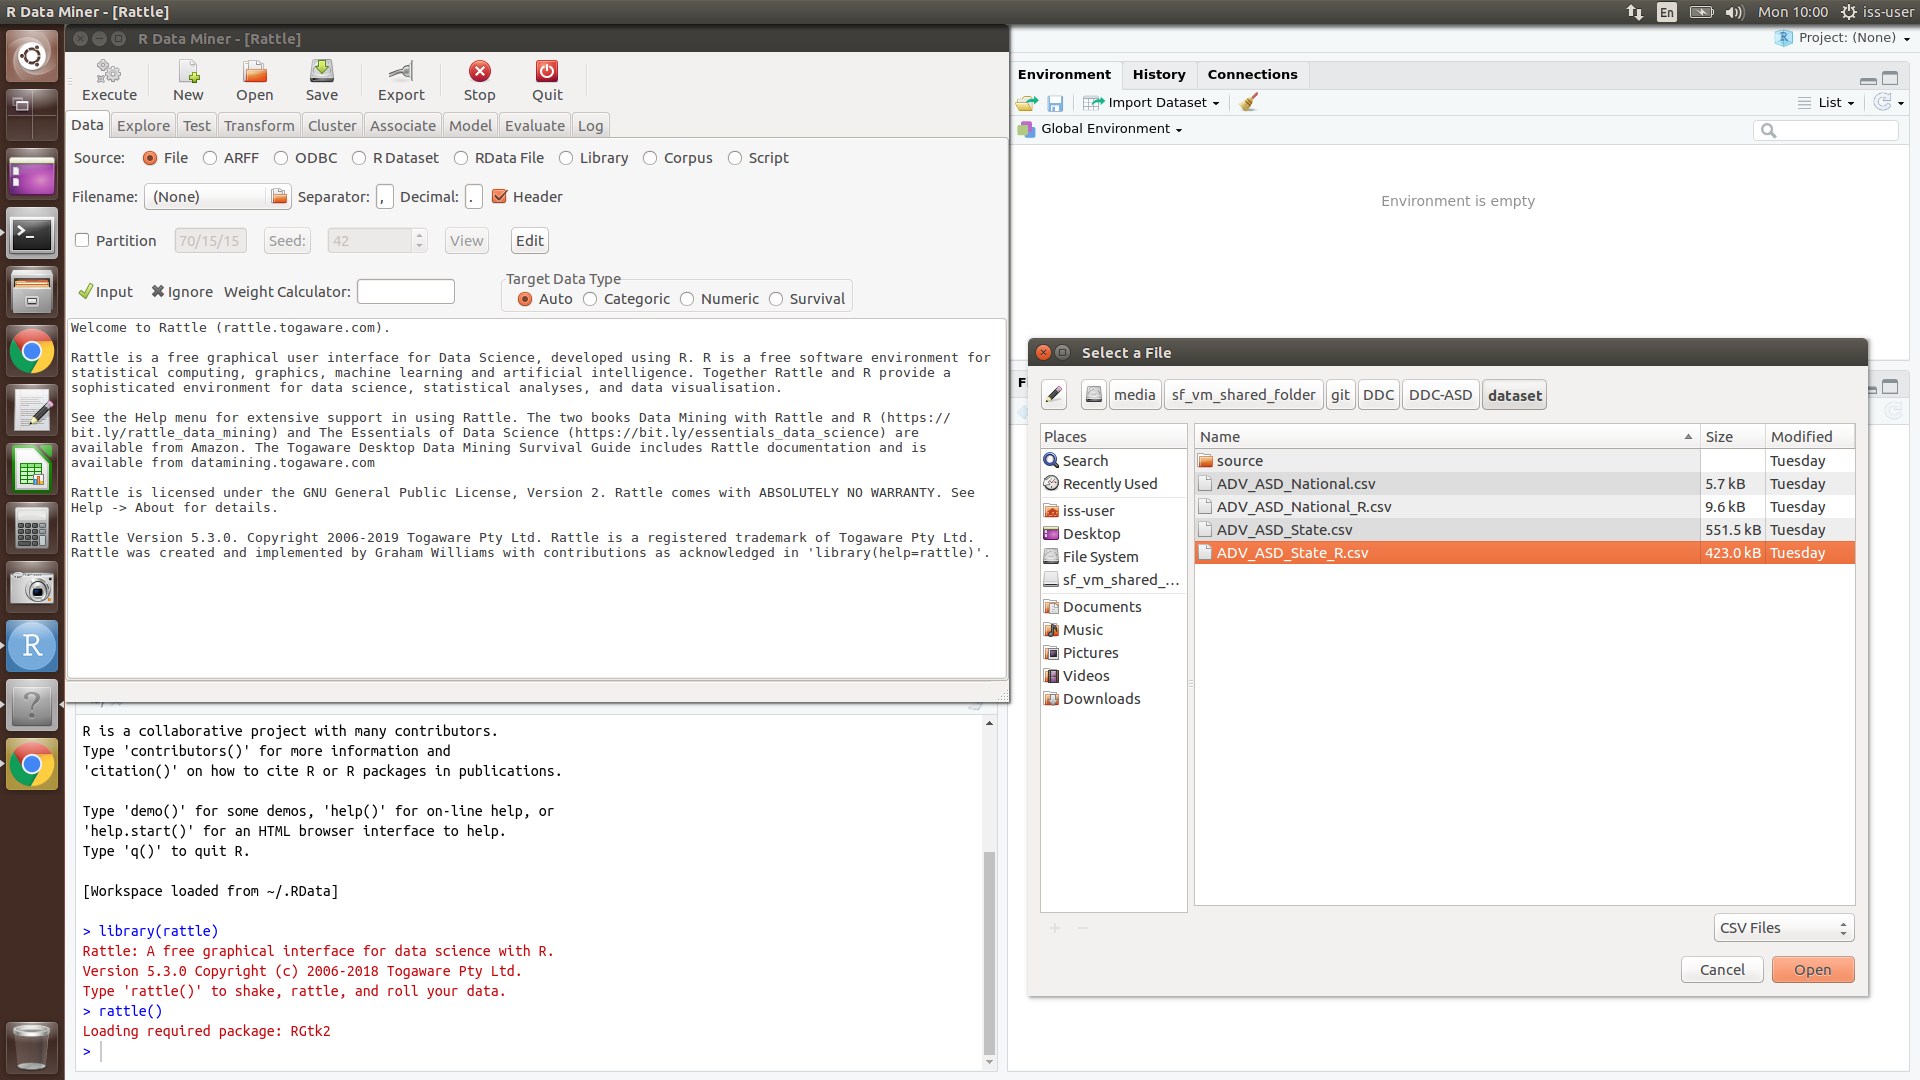 R Data Miner - [Rattle]
En
Mon 10:00
iss-user
R Data Miner - [Rattle]
Execute
New
Open
Save
Export
Stop
Quit
Data
Explore
Test
Transform
Cluster
Associate
Model
Evaluate
Log
Source:
File
ARFF
ODBC
R Dataset
RData File
Library
Corpus
Script
Filename:
(None)
Separator:
,
Decimal:
.
Header
Partition
70/15/15
Seed:
42
View
Edit
Input
Ignore
Weight Calculator:
Target Data Type
Auto
Categoric
Numeric
Survival
Welcome to Rattle (rattle.togaware.com).
Rattle is a free graphical user interface for Data Science, developed using R. R is a free software environment for
statistical computing, graphics, machine learning and artificial intelligence. Together Rattle and R provide a
sophisticated environment for data science, statistical analyses, and data visualisation.
See the Help menu for extensive support in using Rattle. The two books Data Mining with Rattle and R (https://
bit.ly/rattle_data_mining) and The Essentials of Data Science (https://bit.ly/essentials_data_science) are
available from Amazon. The Togaware Desktop Data Mining Survival Guide includes Rattle documentation and is
available from datamining.togaware.com
Rattle is licensed under the GNU General Public License, Version 2. Rattle comes with ABSOLUTELY NO WARRANTY. See
Help -> About for details.
Rattle Version 5.3.0. Copyright 2006-2019 Togaware Pty Ltd. Rattle is a registered trademark of Togaware Pty Ltd.
Rattle was created and implemented by Graham Williams with contributions as acknowledged in 'library(help=rattle)'.
R is a collaborative project with many contributors.
Type 'contributors()' for more information and
'citation()' on how to cite R or R packages in publications.
Type 'demo()' for some demos, 'help()' for on-line help, or
'help.start()' for an HTML browser interface to help.
Type 'q()' to quit R.
[Workspace loaded from ~/.RData]
> library(rattle)
Rattle: A free graphical interface for data science with R.
Version 5.3.0 Copyright (c) 2006-2018 Togaware Pty Ltd.
Type 'rattle()' to shake, rattle, and roll your data.
> rattle()
Loading required package: RGtk2
>
Project: (None)
Environment
History
Connections
Import Dataset
List
Global Environment
Environment is empty
F
Select a File
media
sf_vm_shared_folder
git
DDC
DDC-ASD
dataset
Places
Search
Recently Used
iss-user
Desktop
File System
sf_vm_shared_...
Documents
Music
Pictures
Videos
Downloads
Name
Size
Modified
source
Tuesday
ADV_ASD_National.csv
5.7 kB
Tuesday
ADV_ASD_National_R.csv
9.6 kB
Tuesday
ADV_ASD_State.csv
551.5 kB
Tuesday
ADV_ASD_State_R.csv
423.0 kB
Tuesday
CSV Files
Cancel
Open
R